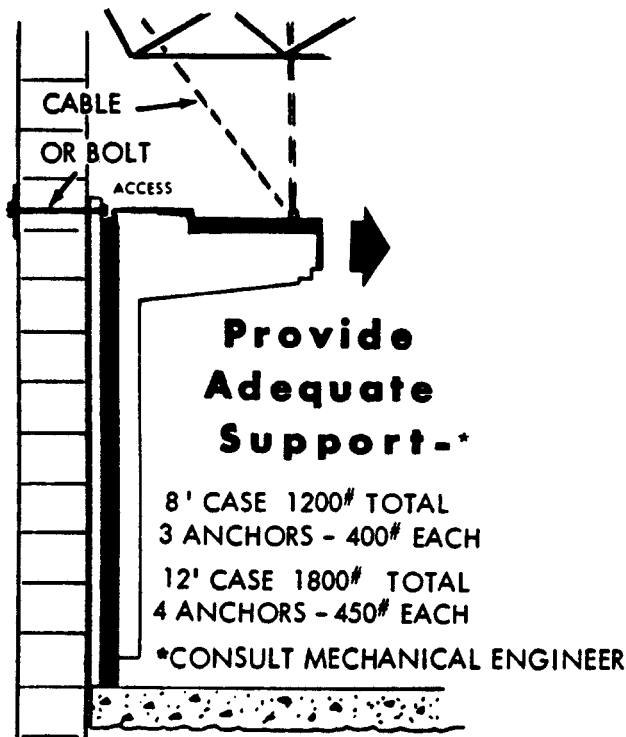 CABLE
OR BOLT
ACCESS
Provide
Adequate
Support-*
8' CASE 1200# TOTAL
3 ANCHORS - 400# EACH
12' CASE 1800# TOTAL
4 ANCHORS - 450# EACH
*CONSULT MECHANICAL ENGINEER